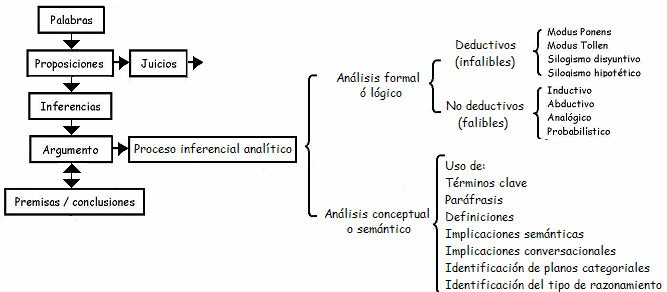 Palabras
Proposiciones
Juicios
Inferencias
Argumento
Proceso inferencial analítico
Premisas / conclusiones
Análisis formal
ó lógico
Deductivos
(infalibles)
Modus Ponens
Modus Tollen
Silogismo disyuntivo
Silogismo hipotético
No deductivos
(falibles)
Inductivo
Abductivo
Analógico
Probabilístico
Análisis conceptual
o semántico
Uso de:
Términos clave
Paráfrasis
Definiciones
Implicaciones semánticas
Implicaciones conversacionales
Identificación de planos categoriales
Identificación del tipo de razonamiento